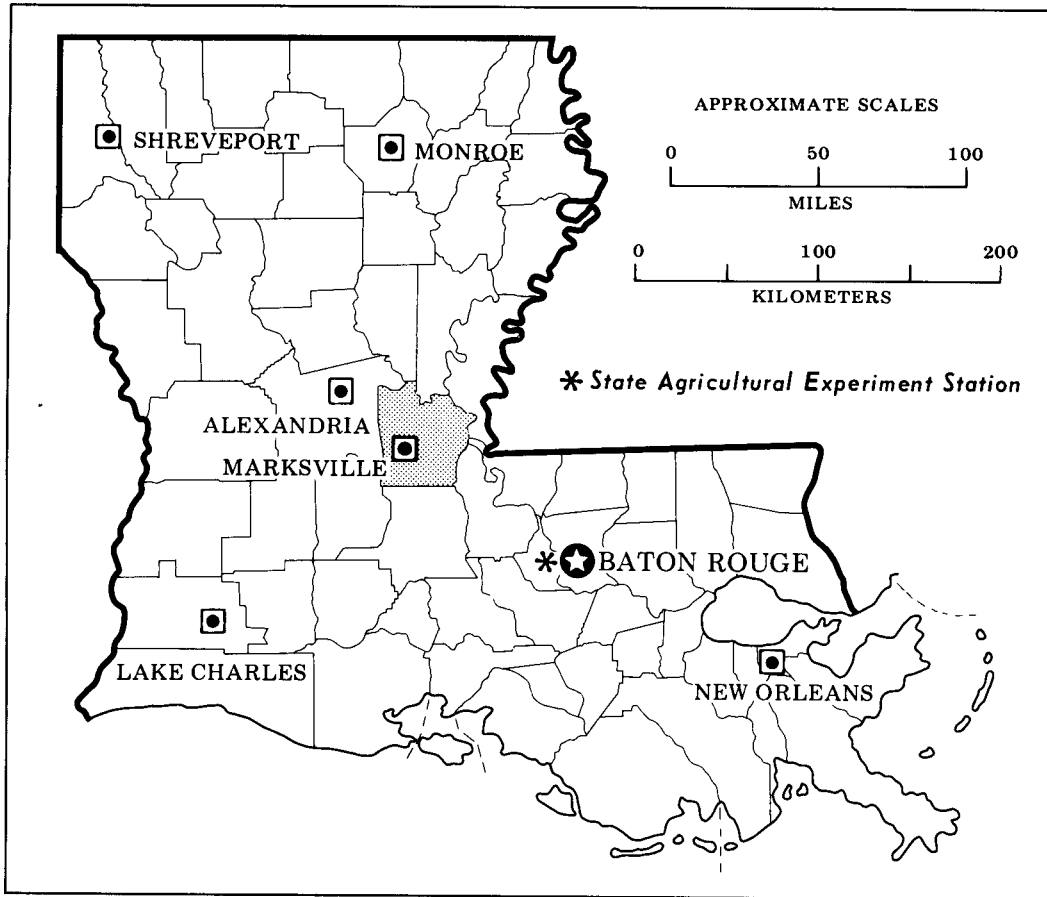 APPROXIMATE SCALES
0 50 100
MILES
0 100 200
KILOMETERS
* State Agricultural Experiment Station
SHREVEPORT
MONROE
ALEXANDRIA
MARKSVILLE
* BATON ROUGE
LAKE CHARLES
NEW ORLEANS